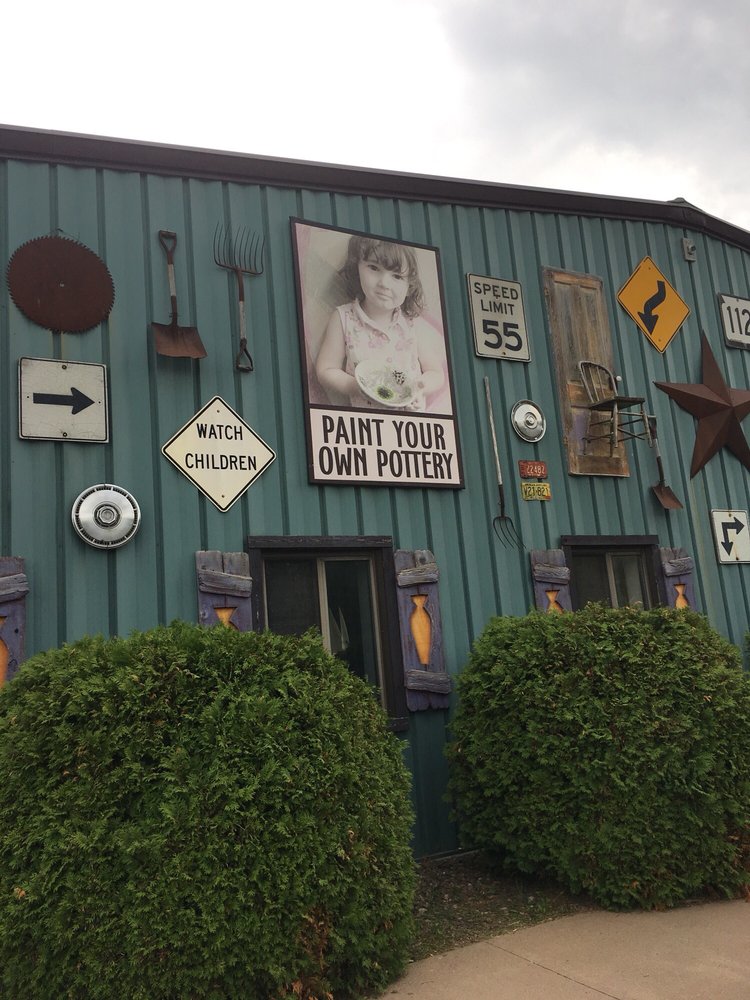 SPEED
LIMIT
55
112
WATCH
CHILDREN
PAINT YOUR
OWN POTTERY